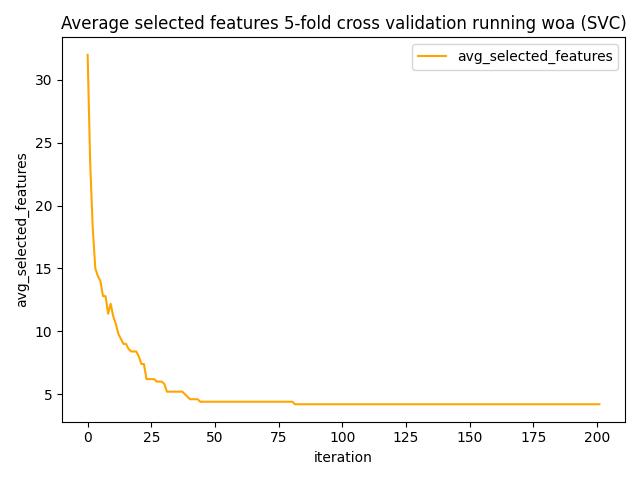 Average selected features 5-fold cross validation running woa (SVC)
avg_selected_features
avg_selected_features
30
25
20
15
10
5
0 25 50 75 100 125 150 175 200
iteration